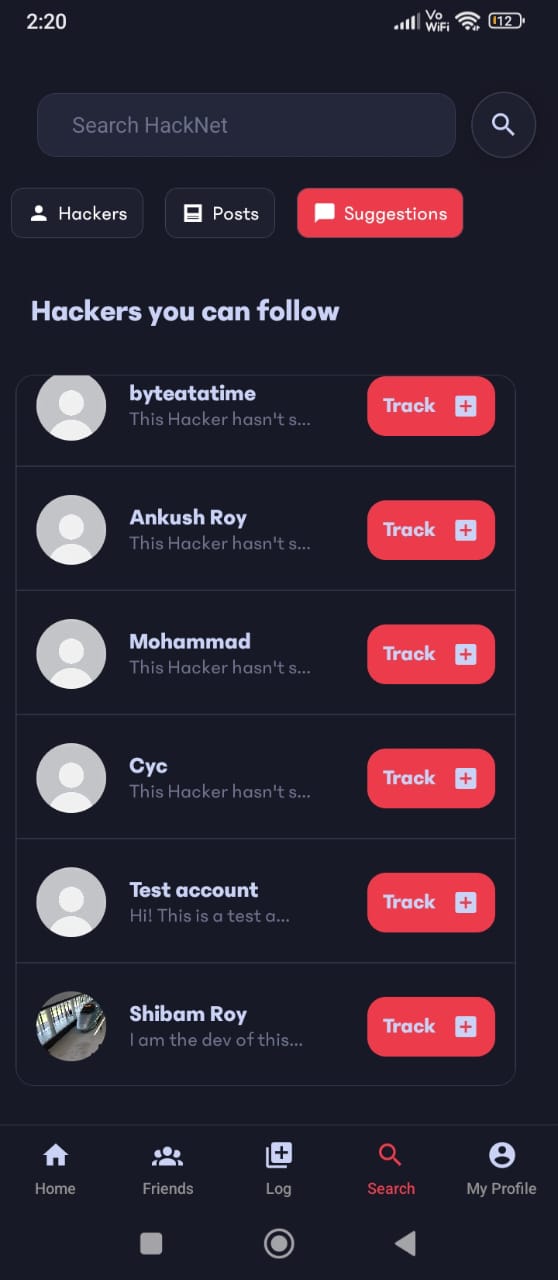 2:20
Vo
WiFi
12
Search HackNet
Hackers
Posts
Suggestions
Hackers you can follow
byteatatime
This Hacker hasn't s...
Track
Ankush Roy
This Hacker hasn't s...
Track
Mohammad
This Hacker hasn't s...
Track
Cyc
This Hacker hasn't s...
Track
Test account
Hi! This is a test a...
Track
Shibam Roy
I am the dev of this...
Track
Home
Friends
Log
Search
My Profile